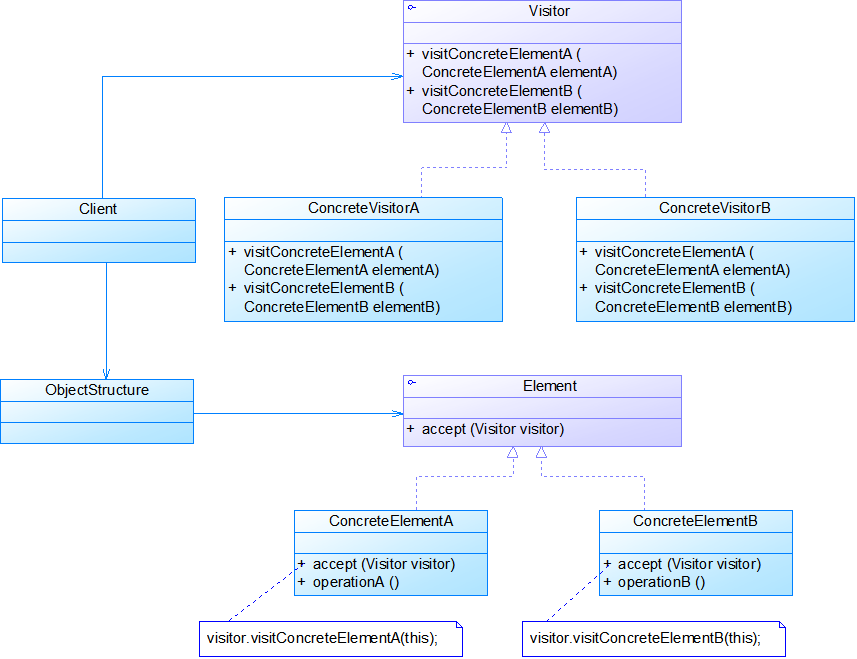 Visitor
+ visitConcreteElementA (
ConcreteElementA elementA)
+ visitConcreteElementB (
ConcreteElementB elementB)
Client
ConcreteVisitorA
+ visitConcreteElementA (
ConcreteElementA elementA)
+ visitConcreteElementB (
ConcreteElementB elementB)
ConcreteVisitorB
+ visitConcreteElementA (
ConcreteElementA elementA)
+ visitConcreteElementB (
ConcreteElementB elementB)
ObjectStructure
Element
+ accept (Visitor visitor)
ConcreteElementA
+ accept (Visitor visitor)
+ operationA ()
ConcreteElementB
+ accept (Visitor visitor)
+ operationB ()
visitor.visitConcreteElementA(this);
visitor.visitConcreteElementB(this);